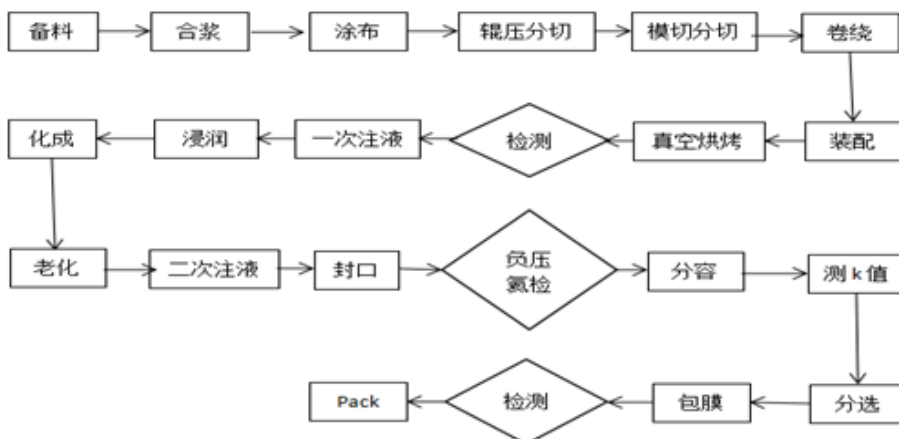 备料
合浆
涂布
辊压分切
模切分切
卷绕
装配
真空烘烤
检测
一次注液
浸润
化成
老化
二次注液
封口
负压
氦检
分容
测k值
分选
包膜
检测
Pack